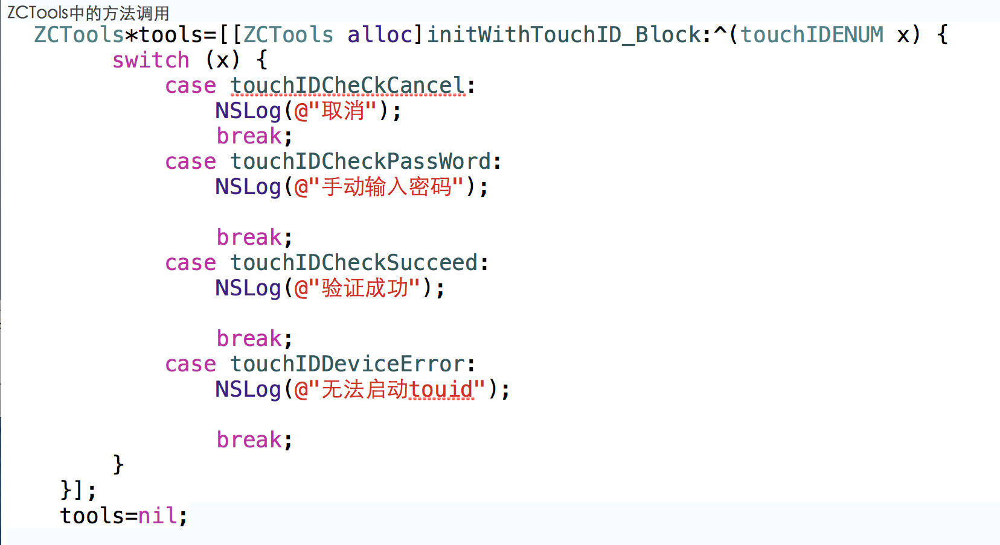 ZCTools中的方法调用
ZCTools*tools=[[ZCTools alloc]initWithTouchID_Block:^(touchIDENUM x) {
switch (x) {
case touchIDCheCkCancel:
NSLog(@"取消");
break;
case touchIDCheckPassWord:
NSLog(@"手动输入密码");
break;
case touchIDCheckSucceed:
NSLog(@"验证成功");
break;
case touchIDDeviceError:
NSLog(@"无法启动touid");
break;
}
}];
tools=nil;